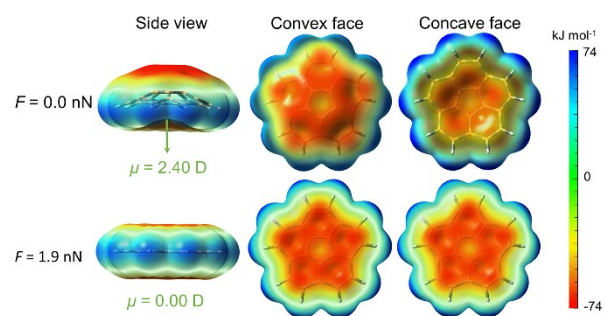 Side view Convex face Concave face
kJ mol⁻¹
74
F = 0.0 nN
μ = 2.40 D
0
F = 1.9 nN
μ = 0.00 D
-74